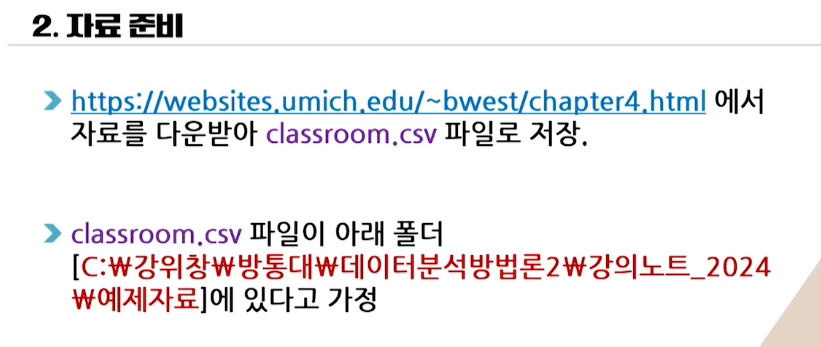 2. 자료 준비
https://websites.umich.edu/~bwest/chapter4.html 에서
자료를 다운받아 classroom.csv 파일로 저장.
classroom.csv 파일이 아래 폴더
[C:₩강위창₩방통대₩데이터분석방법론2₩강의노트_2024
₩예제자료]에 있다고 가정